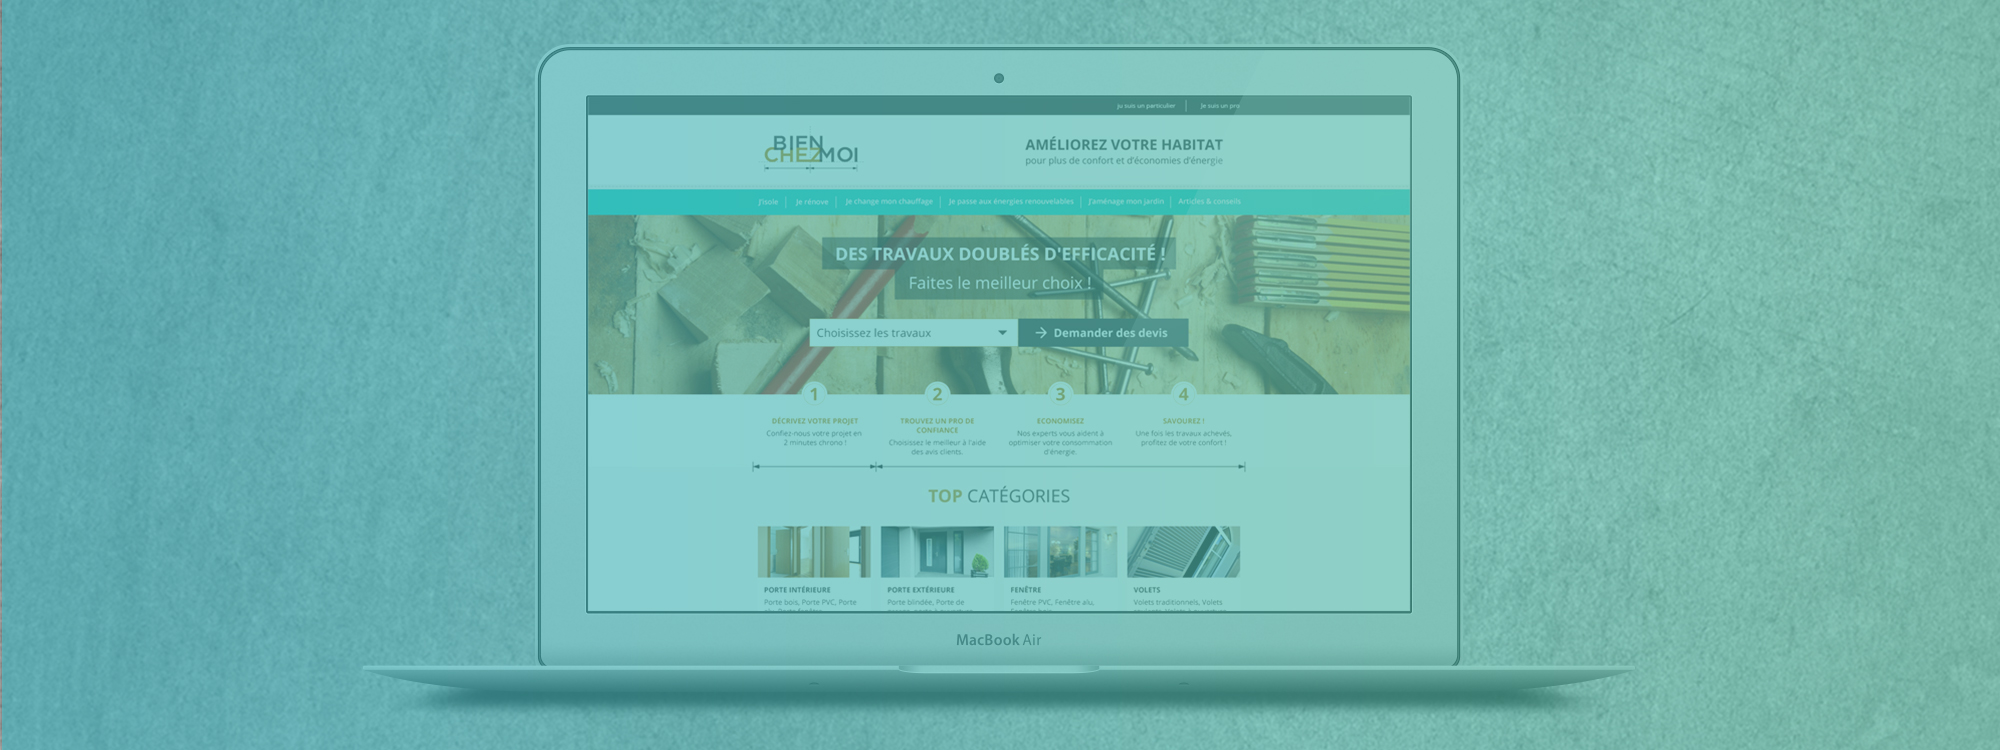 ju suis un particulier
Je suis un pro
BIEN
CHEZ MOI
AMÉLIOREZ VOTRE HABITAT
pour plus de confort et d'économies d'énergie
J'isole
Je rénove
Je change mon chauffage
Je passe aux énergies renouvelables
J'aménage mon jardin
Articles & conseils
DES TRAVAUX DOUBLÉS D'EFFICACITÉ !
Faites le meilleur choix !
Choisissez les travaux
Demander des devis
1
DÉCRIVEZ VOTRE PROJET
Confiez-nous votre projet en
2 minutes chrono !
2
TROUVEZ UN PRO DE
CONFIANCE
Choisissez le meilleur à l'aide
des avis clients.
3
ECONOMISEZ
Nos experts vous aident à
optimiser votre consommation
d'énergie.
4
SAVOUREZ !
Une fois les travaux achevés,
profitez de votre confort !
TOP CATÉGORIES
PORTE INTÉRIEURE
Porte bois, Porte PVC, Porte
PORTE EXTÉRIEURE
Porte blindée, Porte de
FENÊTRE
Fenêtre PVC, Fenêtre alu,
VOLETS
Volets traditionnels, Volets
MacBook Air